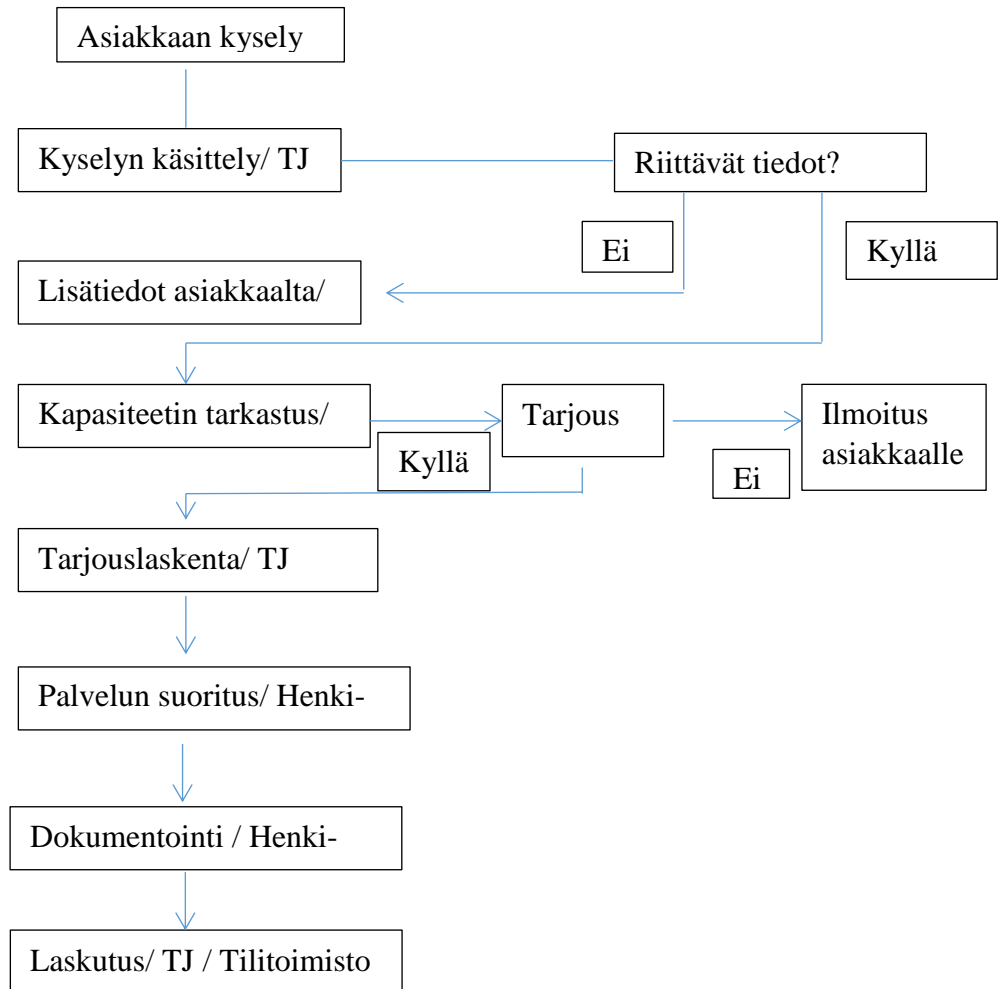 Asiakkaan kysely
Kyselyn käsittely/ TJ
Riittävät tiedot?
Ei
Kyllä
Lisätiedot asiakkaalta/
Kapasiteetin tarkastus/
Kyllä
Tarjous
Ei
Ilmoitus
asiakkaalle
Tarjouslaskenta/ TJ
Palvelun suoritus/ Henki-
Dokumentointi / Henki-
Laskutus/ TJ / Tilitoimisto